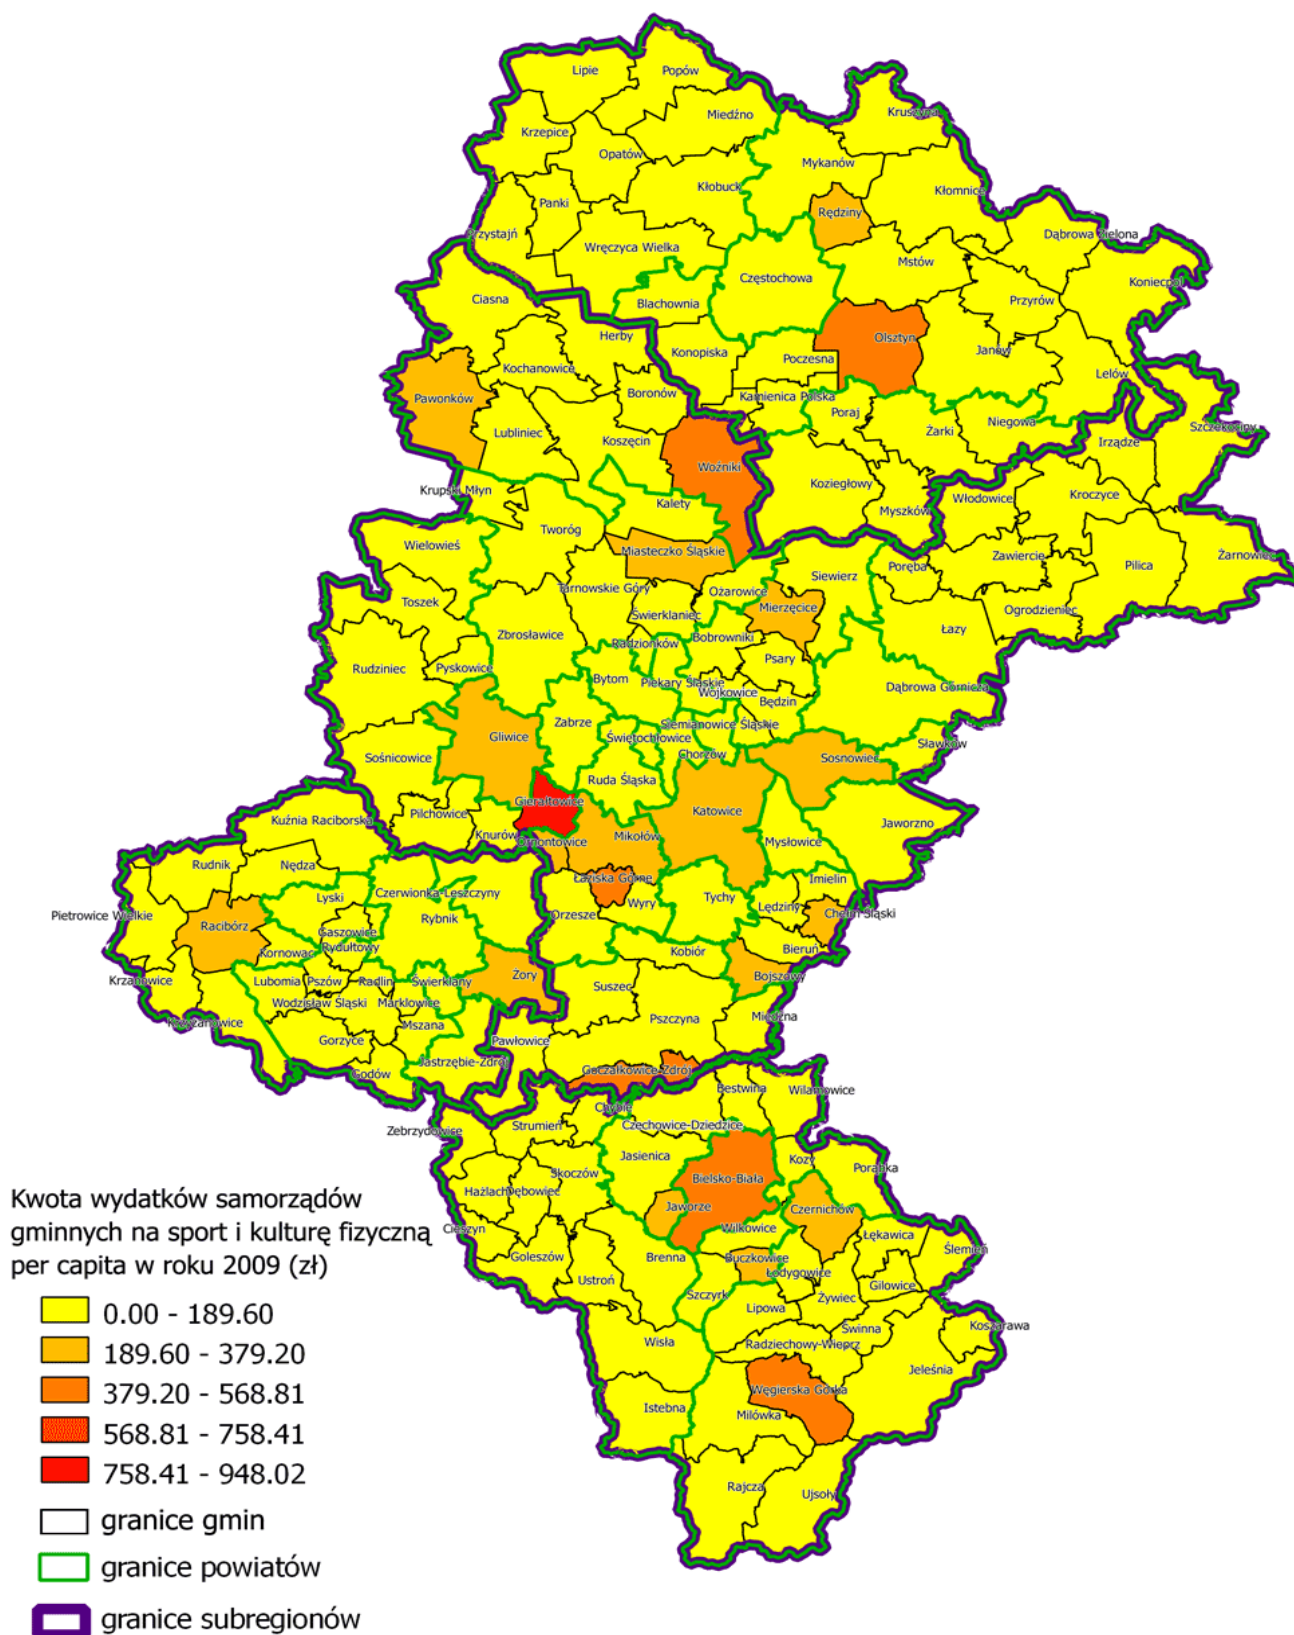 Lipie
Popów
Miedźno
Kruszyna
Krzepice
Opatów
Mykanów
Kłobuck
Kłomnice
Panki
Rędziny
Przystajń
Wręczyca Wielka
Dąbrowa Zielona
Mstów
Częstochowa
Koniecpol
Ciasna
Blachownia
Przyrów
Herby
Olsztyn
Konopiska
Janów
Poczesna
Kochanowice
Lelów
Pawonków
Boronów
Kamienica Polska
Poraj
Niegowa
Szczekociny
Żarki
Lubliniec
Koszęcin
Irządze
Woźniki
Koziegłowy
Krupski Młyn
Włodowice
Kroczyce
Kalety
Myszków
Tworóg
Wielowieś
Miasteczko Śląskie
Zawiercie
Żarnowiec
Poręba
Pilica
Siewierz
Tarnowskie Góry
Ożarowice
Toszek
Mierzęcice
Ogrodzieniec
Świerklaniec
Łazy
Zbrosławice
Bobrowniki
Radzionków
Psary
Rudziniec
Pyskowice
Bytom
Piekary Śląskie
Dąbrowa Górnicza
Wojkowice
Będzin
Zabrze
Siemianowice Śląskie
Gliwice
Świętochłowice
Sławków
Sośnicowice
Chorzów
Sosnowiec
Ruda Śląska
Gierałtowice
Pilchowice
Katowice
Kuźnia Raciborska
Jaworzno
Knurów
Mikołów
Ornontowice
Mysłowice
Rudnik
Nędza
Łaziska Górne
Imielin
Czerwionka-Leszczyny
Lyski
Tychy
Wyry
Lędziny
Pietrowice Wielkie
Orzesze
Chełm Śląski
Rybnik
Racibórz
Gaszowice
Rydułtowy
Kornowac
Kobiór
Bieruń
Krzanowice
Lubomia
Pszów
Radlin
Świerklany
Żory
Bojszowy
Suszec
Wodzisław Śląski
Marklowice
Krzyżanowice
Mszana
Pszczyna
Miedźna
Gorzyce
Pawłowice
Jastrzębie-Zdrój
Godów
Goczałkowice-Zdrój
Bestwina
Wilamowice
Chybie
Zebrzydowice
Strumień
Czechowice-Dziedzice
Jasienica
Kozy
Skoczów
Porąbka
Bielsko-Biała
Hażlach
Dębowiec
Jaworze
Czernichów
Cieszyn
Wilkowice
Łękawica
Goleszów
Brenna
Buczkowice
Ślemień
Łodygowice
Ustroń
Gilowice
Szczyrk
Żywiec
Lipowa
Koszarawa
Świnna
Wisła
Radziechowy-Wieprz
Jeleśnia
Węgierska Górka
Istebna
Milówka
Rajcza
Ujsoły
Kwota wydatków samorządów
gminnych na sport i kulturę fizyczną
per capita w roku 2009 (zł)
0.00 - 189.60
189.60 - 379.20
379.20 - 568.81
568.81 - 758.41
758.41 - 948.02
granice gmin
granice powiatów
granice subregionów